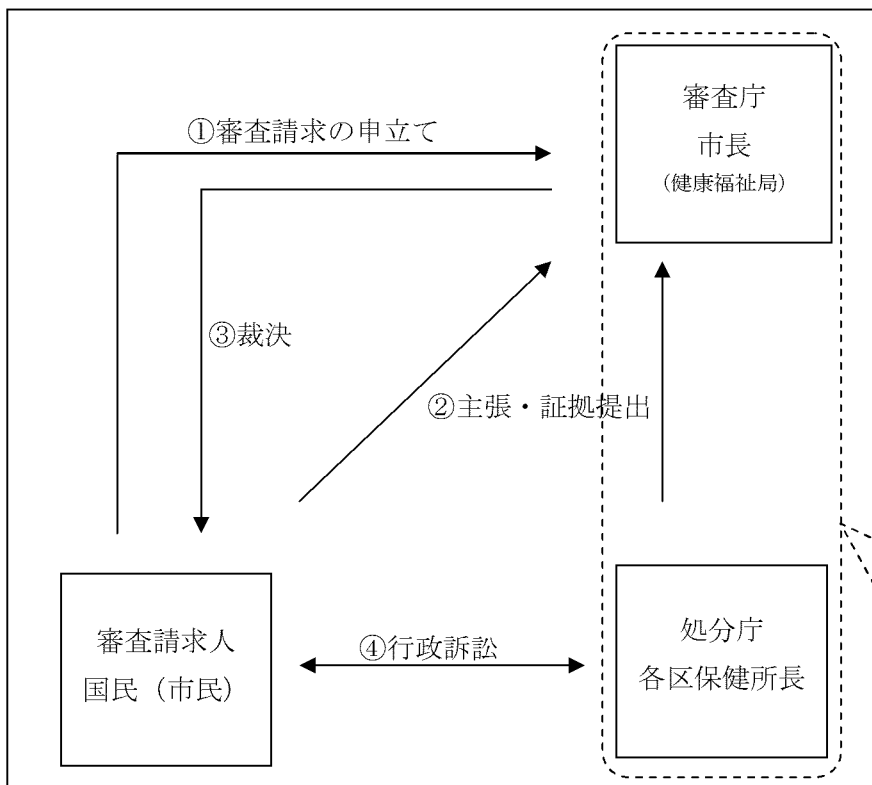 ①審査請求の申立て
審査庁
市長
(健康福祉局)
③裁決
②主張・証拠提出
審査請求人
国民(市民)
④行政訴訟
処分庁
各区保健所長